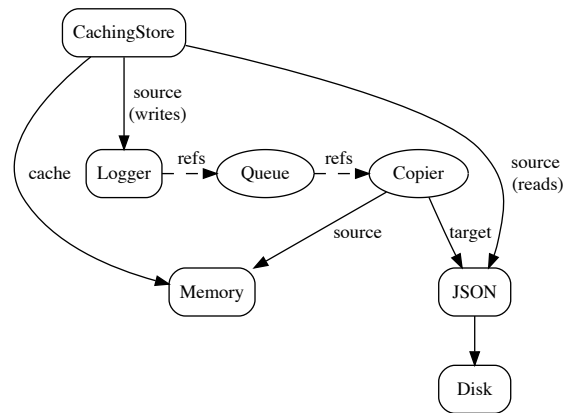 CachingStore
source
(writes)
Logger
refs
Queue
refs
Copier
cache
source
(reads)
source
target
Memory
JSON
Disk